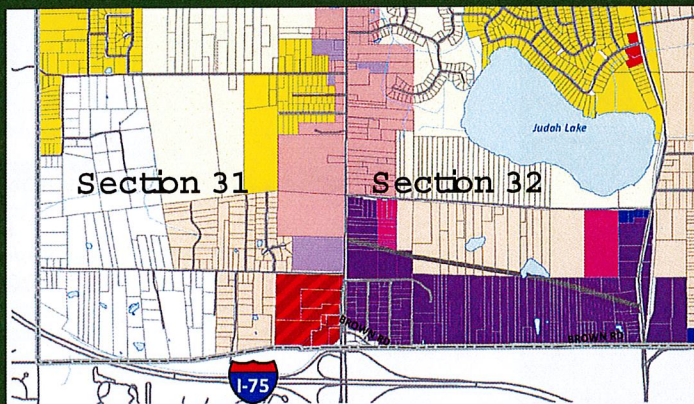 Judah Lake
Section 31
Section 32
BROWN RD
BROWN RD
I-75